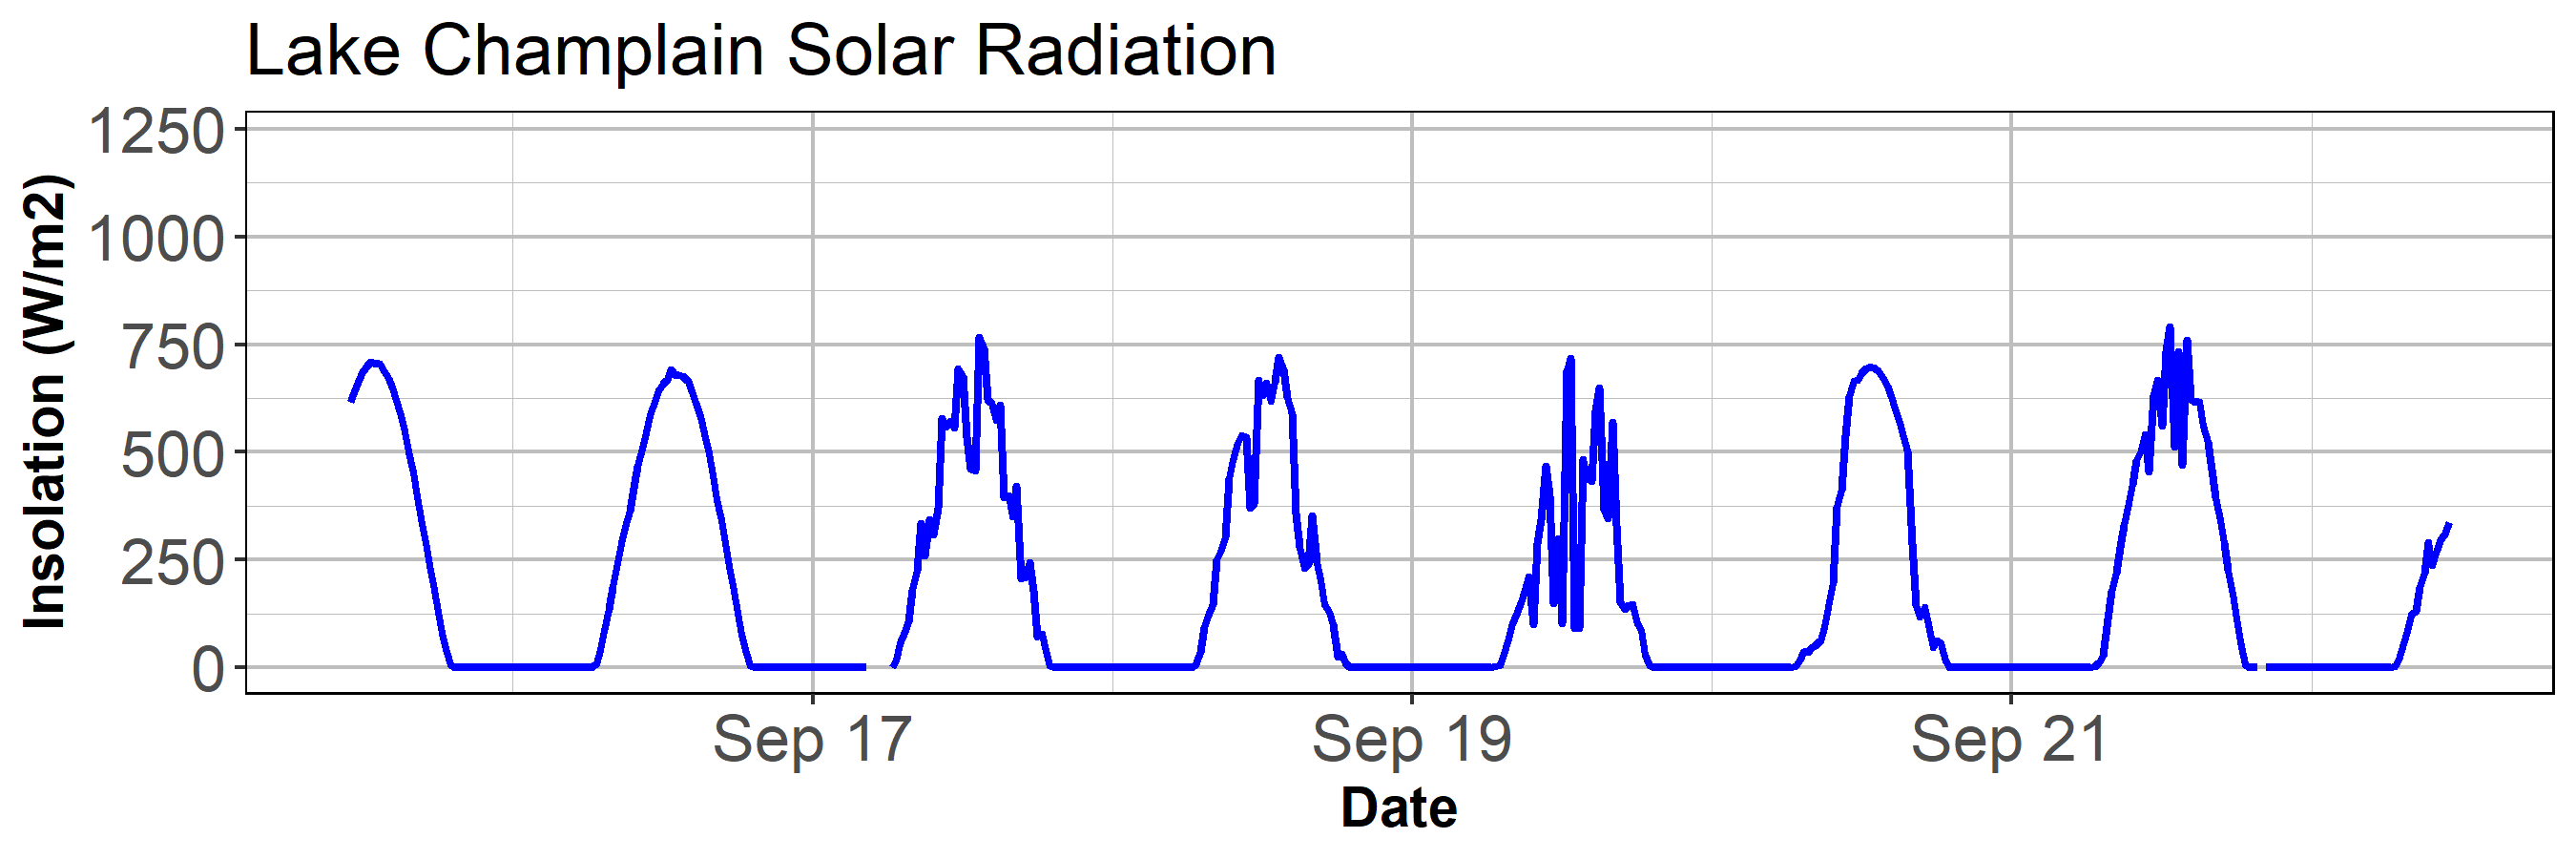 Lake Champlain Solar Radiation
1250
1000
750
500
250
0
Insolation (W/m2)
Sep 17
Sep 19
Sep 21
Date